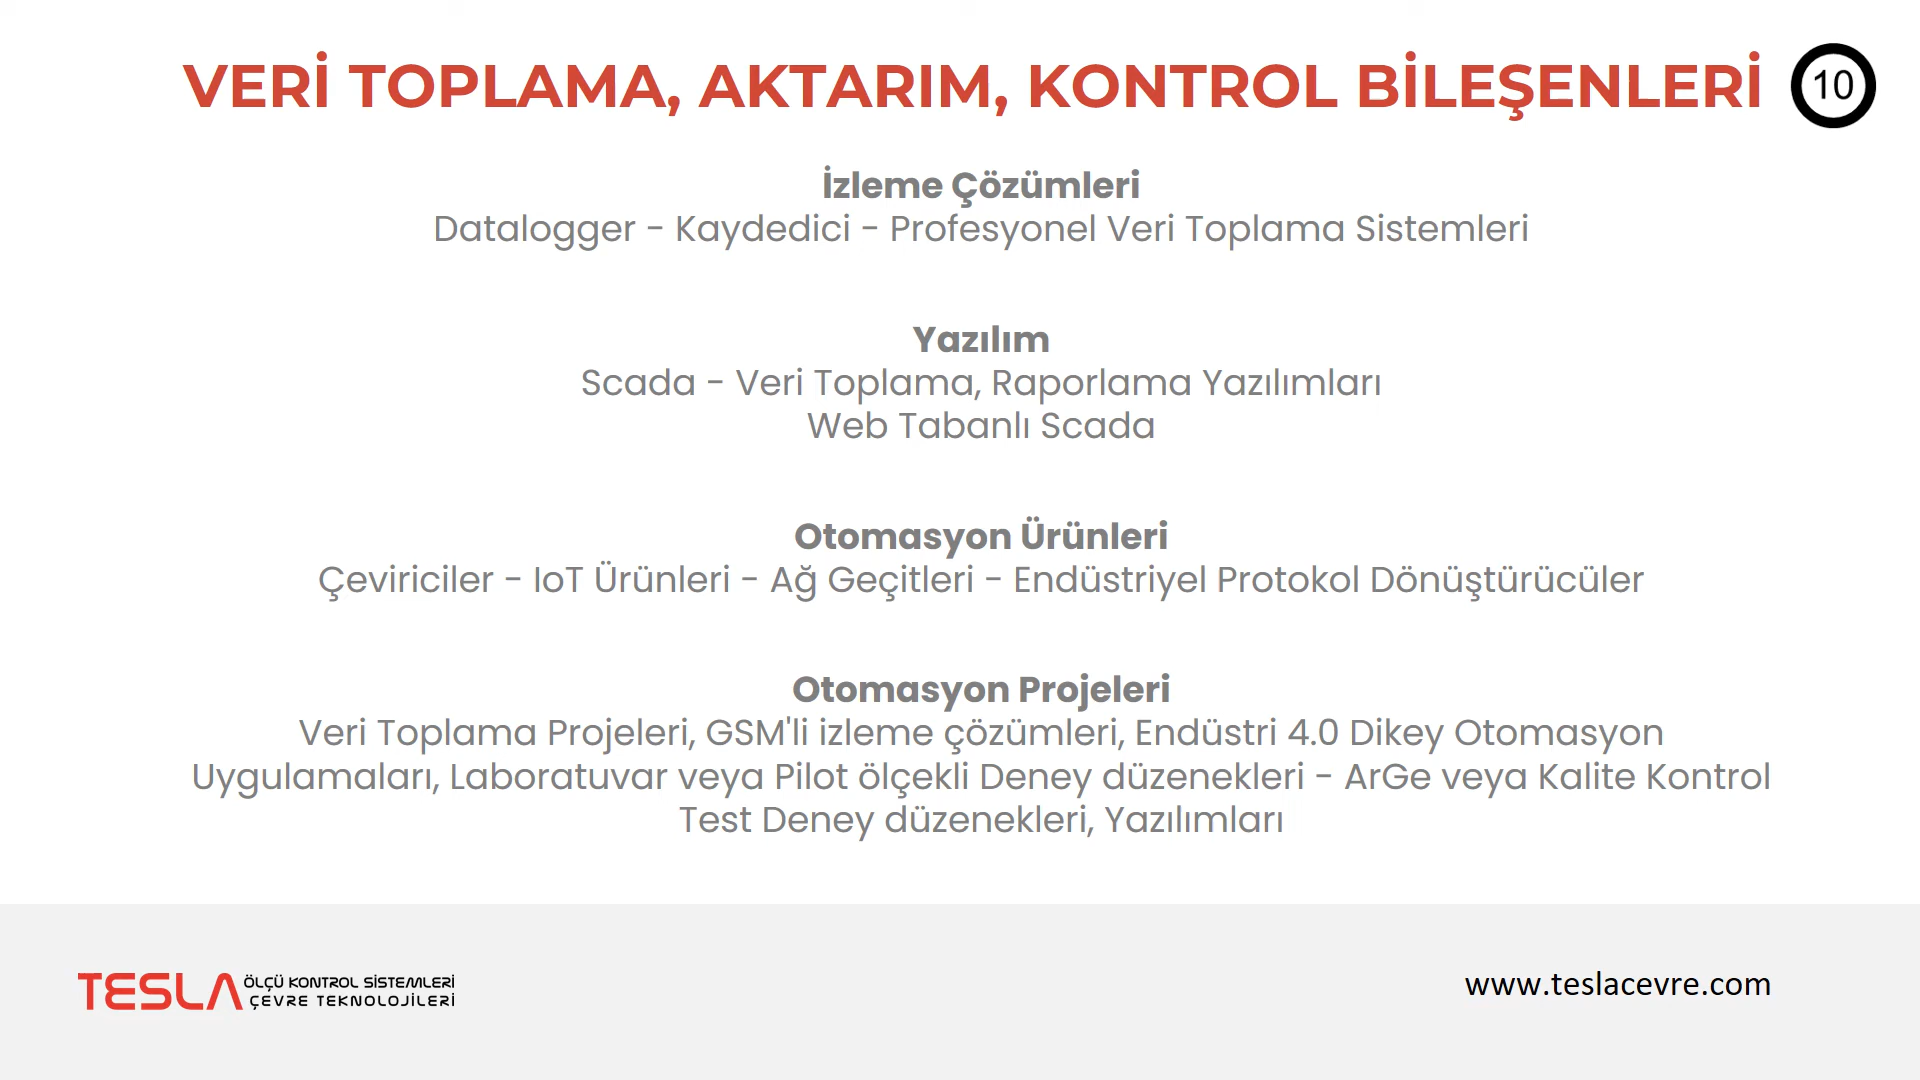 VERİ TOPLAMA, AKTARIM, KONTROL BİLEŞENLERİ
10
İzleme Çözümleri
Datalogger - Kaydedici - Profesyonel Veri Toplama Sistemleri
Yazılım
Scada - Veri Toplama, Raporlama Yazılımları
Web Tabanlı Scada
Otomasyon Ürünleri
Çeviriciler - IoT Ürünleri - Ağ Geçitleri - Endüstriyel Protokol Dönüştürücüler
Otomasyon Projeleri
Veri Toplama Projeleri, GSM'li izleme çözümleri, Endüstri 4.0 Dikey Otomasyon
Uygulamaları, Laboratuvar veya Pilot ölçekli Deney düzenekleri - ArGe veya Kalite Kontrol
Test Deney düzenekleri, Yazılımları
TESLA
ÖLÇÜ KONTROL SİSTEMLERİ
ÇEVRE TEKNOLOJİLERİ
www.teslacevre.com